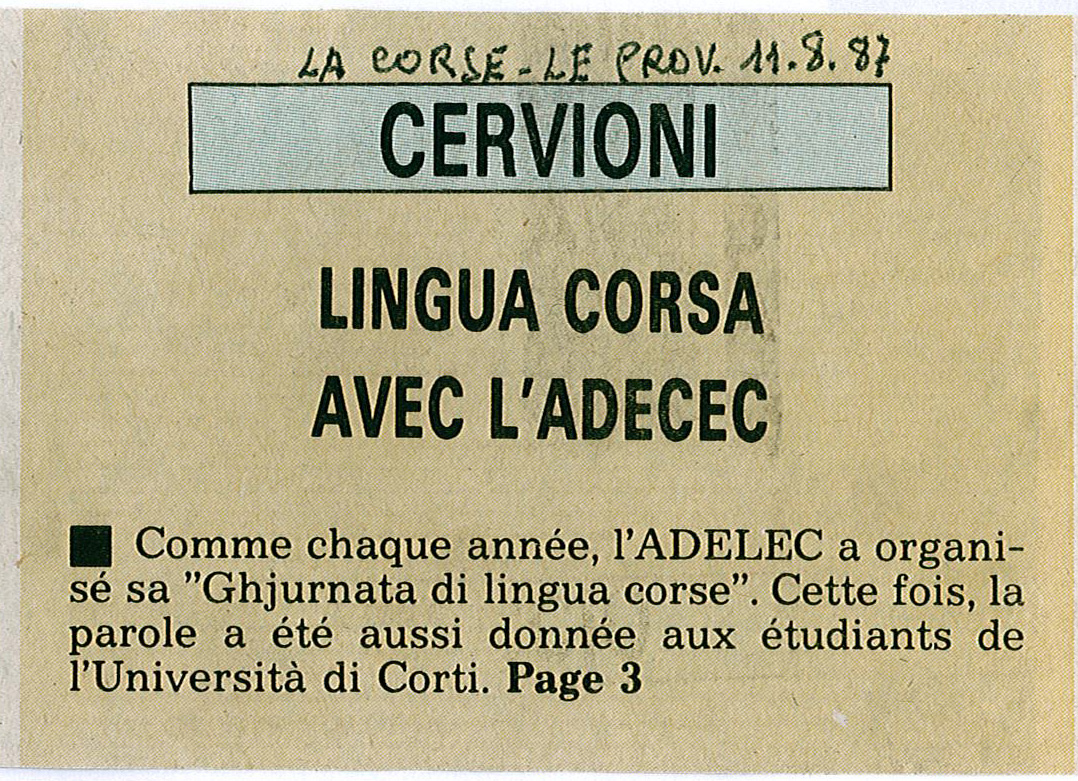 LA CORSE - LE PROV. 11.8.87
CERVIONI
LINGUA CORSA
AVEC L'ADECEC
■ Comme chaque année, l'ADELEC a organi-
sé sa "Ghjurnata di lingua corse". Cette fois, la
parole a été aussi donnée aux étudiants de
l'Università di Corti. Page 3